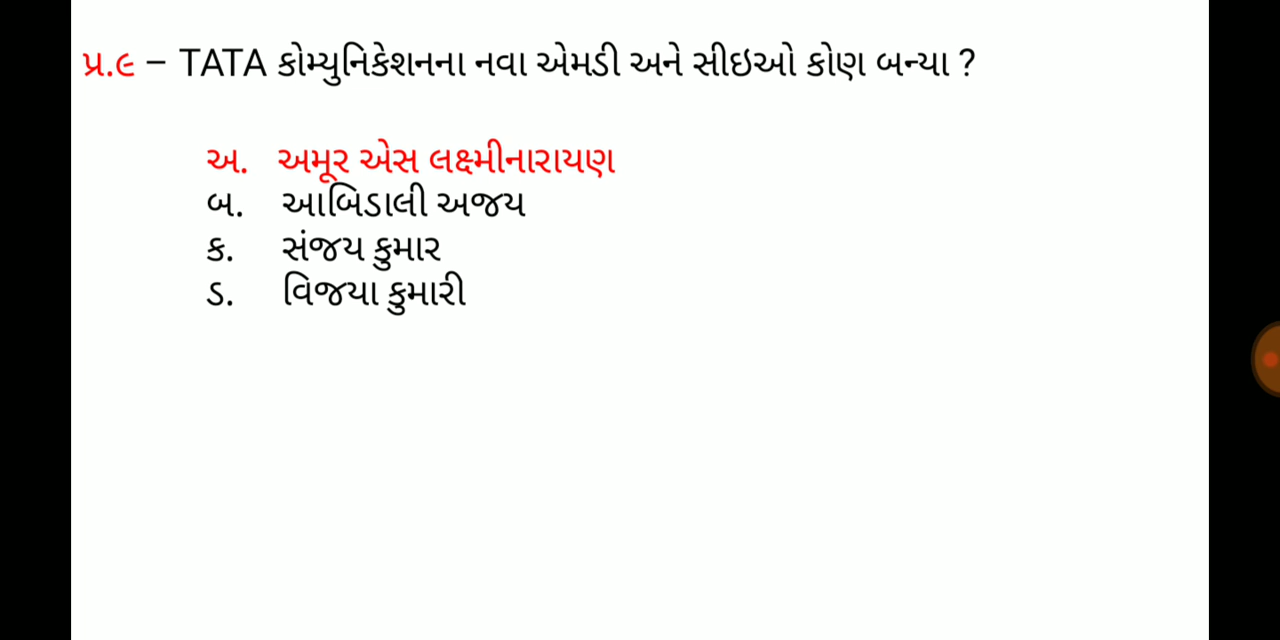 પ્ર.૯ – TATA કોમ્યુનિકેશનના નવા એમડી અને સીઇઓ કોણ બન્યા ?
અ. અમૂર એસ લક્ષ્મીનારાયણ
બ. આબિડાલી અજય
ક. સંજય કુમાર
ડ. વિજયા કુમારી